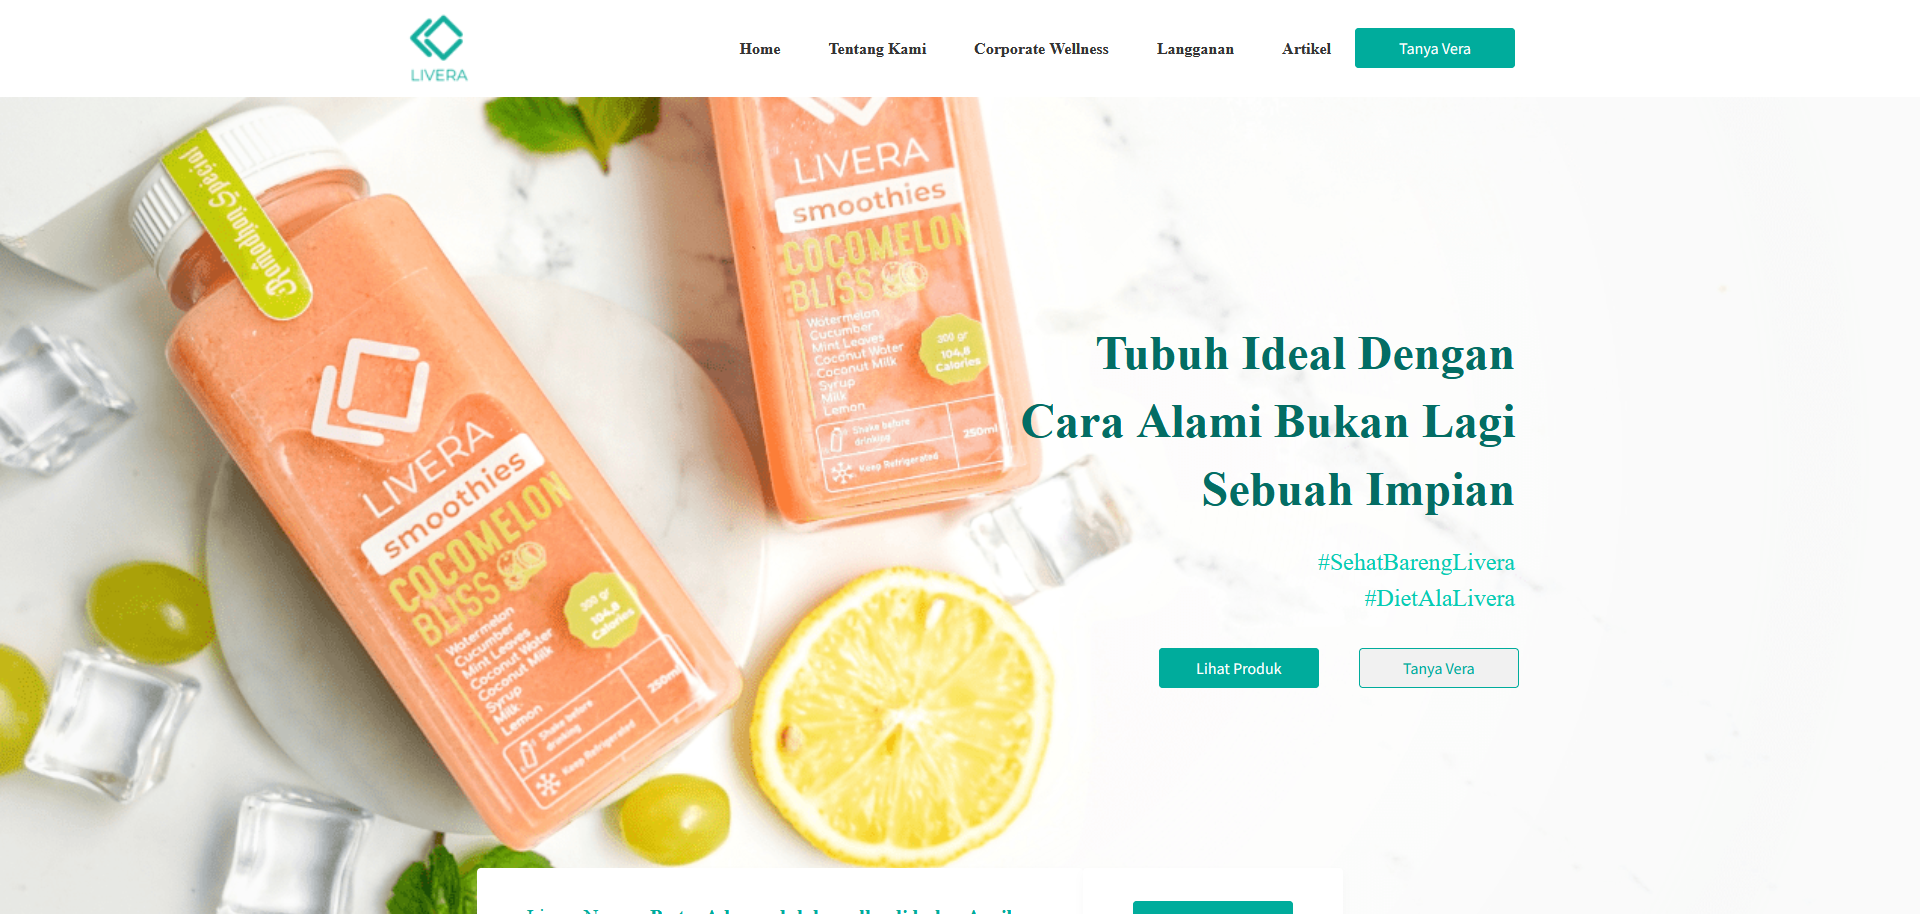 LIVERA
Home
Tentang Kami
Corporate Wellness
Langganan
Artikel
Tanya Vera
Ramadhan Special
LIVERA
smoothies
COCOMELON
BLISS
Watermelon
Cucumber
Mint Leaves
Coconut Water
Coconut Milk
Syrup
Milk
Lemon
300 gr
104,8
Calories
Shake before
drinking
Keep Refrigerated
250ml
LIVERA
smoothies
COCOMELON
BLISS
Watermelon
Cucumber
Mint Leaves
Coconut Water
Coconut Milk
Syrup
Milk
Lemon
300 gr
104,8
Calories
Shake before
drinking
Keep Refrigerated
250ml
Tubuh Ideal Dengan
Cara Alami Bukan Lagi
Sebuah Impian
#SehatBarengLivera
#DietAlaLivera
Lihat Produk
Tanya Vera